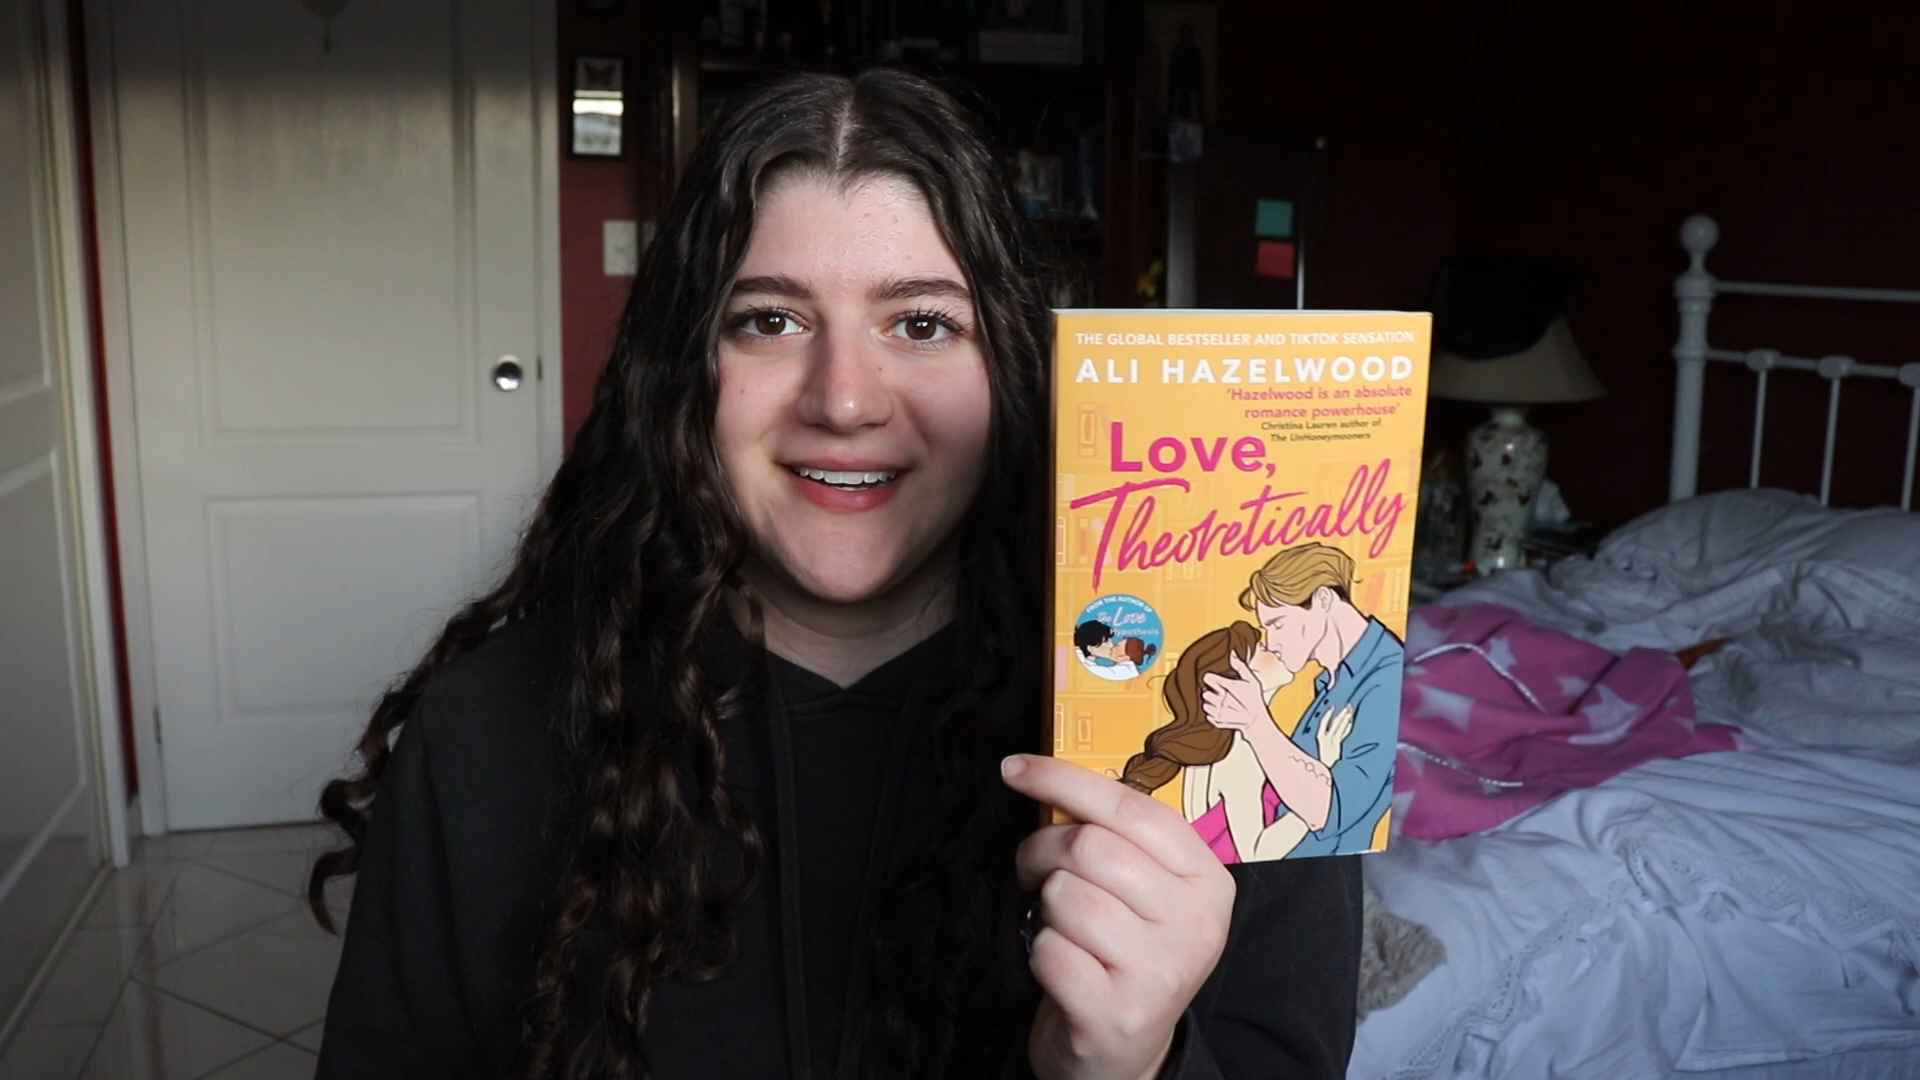 THE GLOBAL BESTSELLER AND TIKTOK SENSATION
ALI HAZELWOOD
'Hazelwood is an absolute
romance powerhouse'
Christina Lauren author of
The UnHoneymooners
Love,
Theoretically
FROM THE AUTHOR OF
The Love
Hypothesis